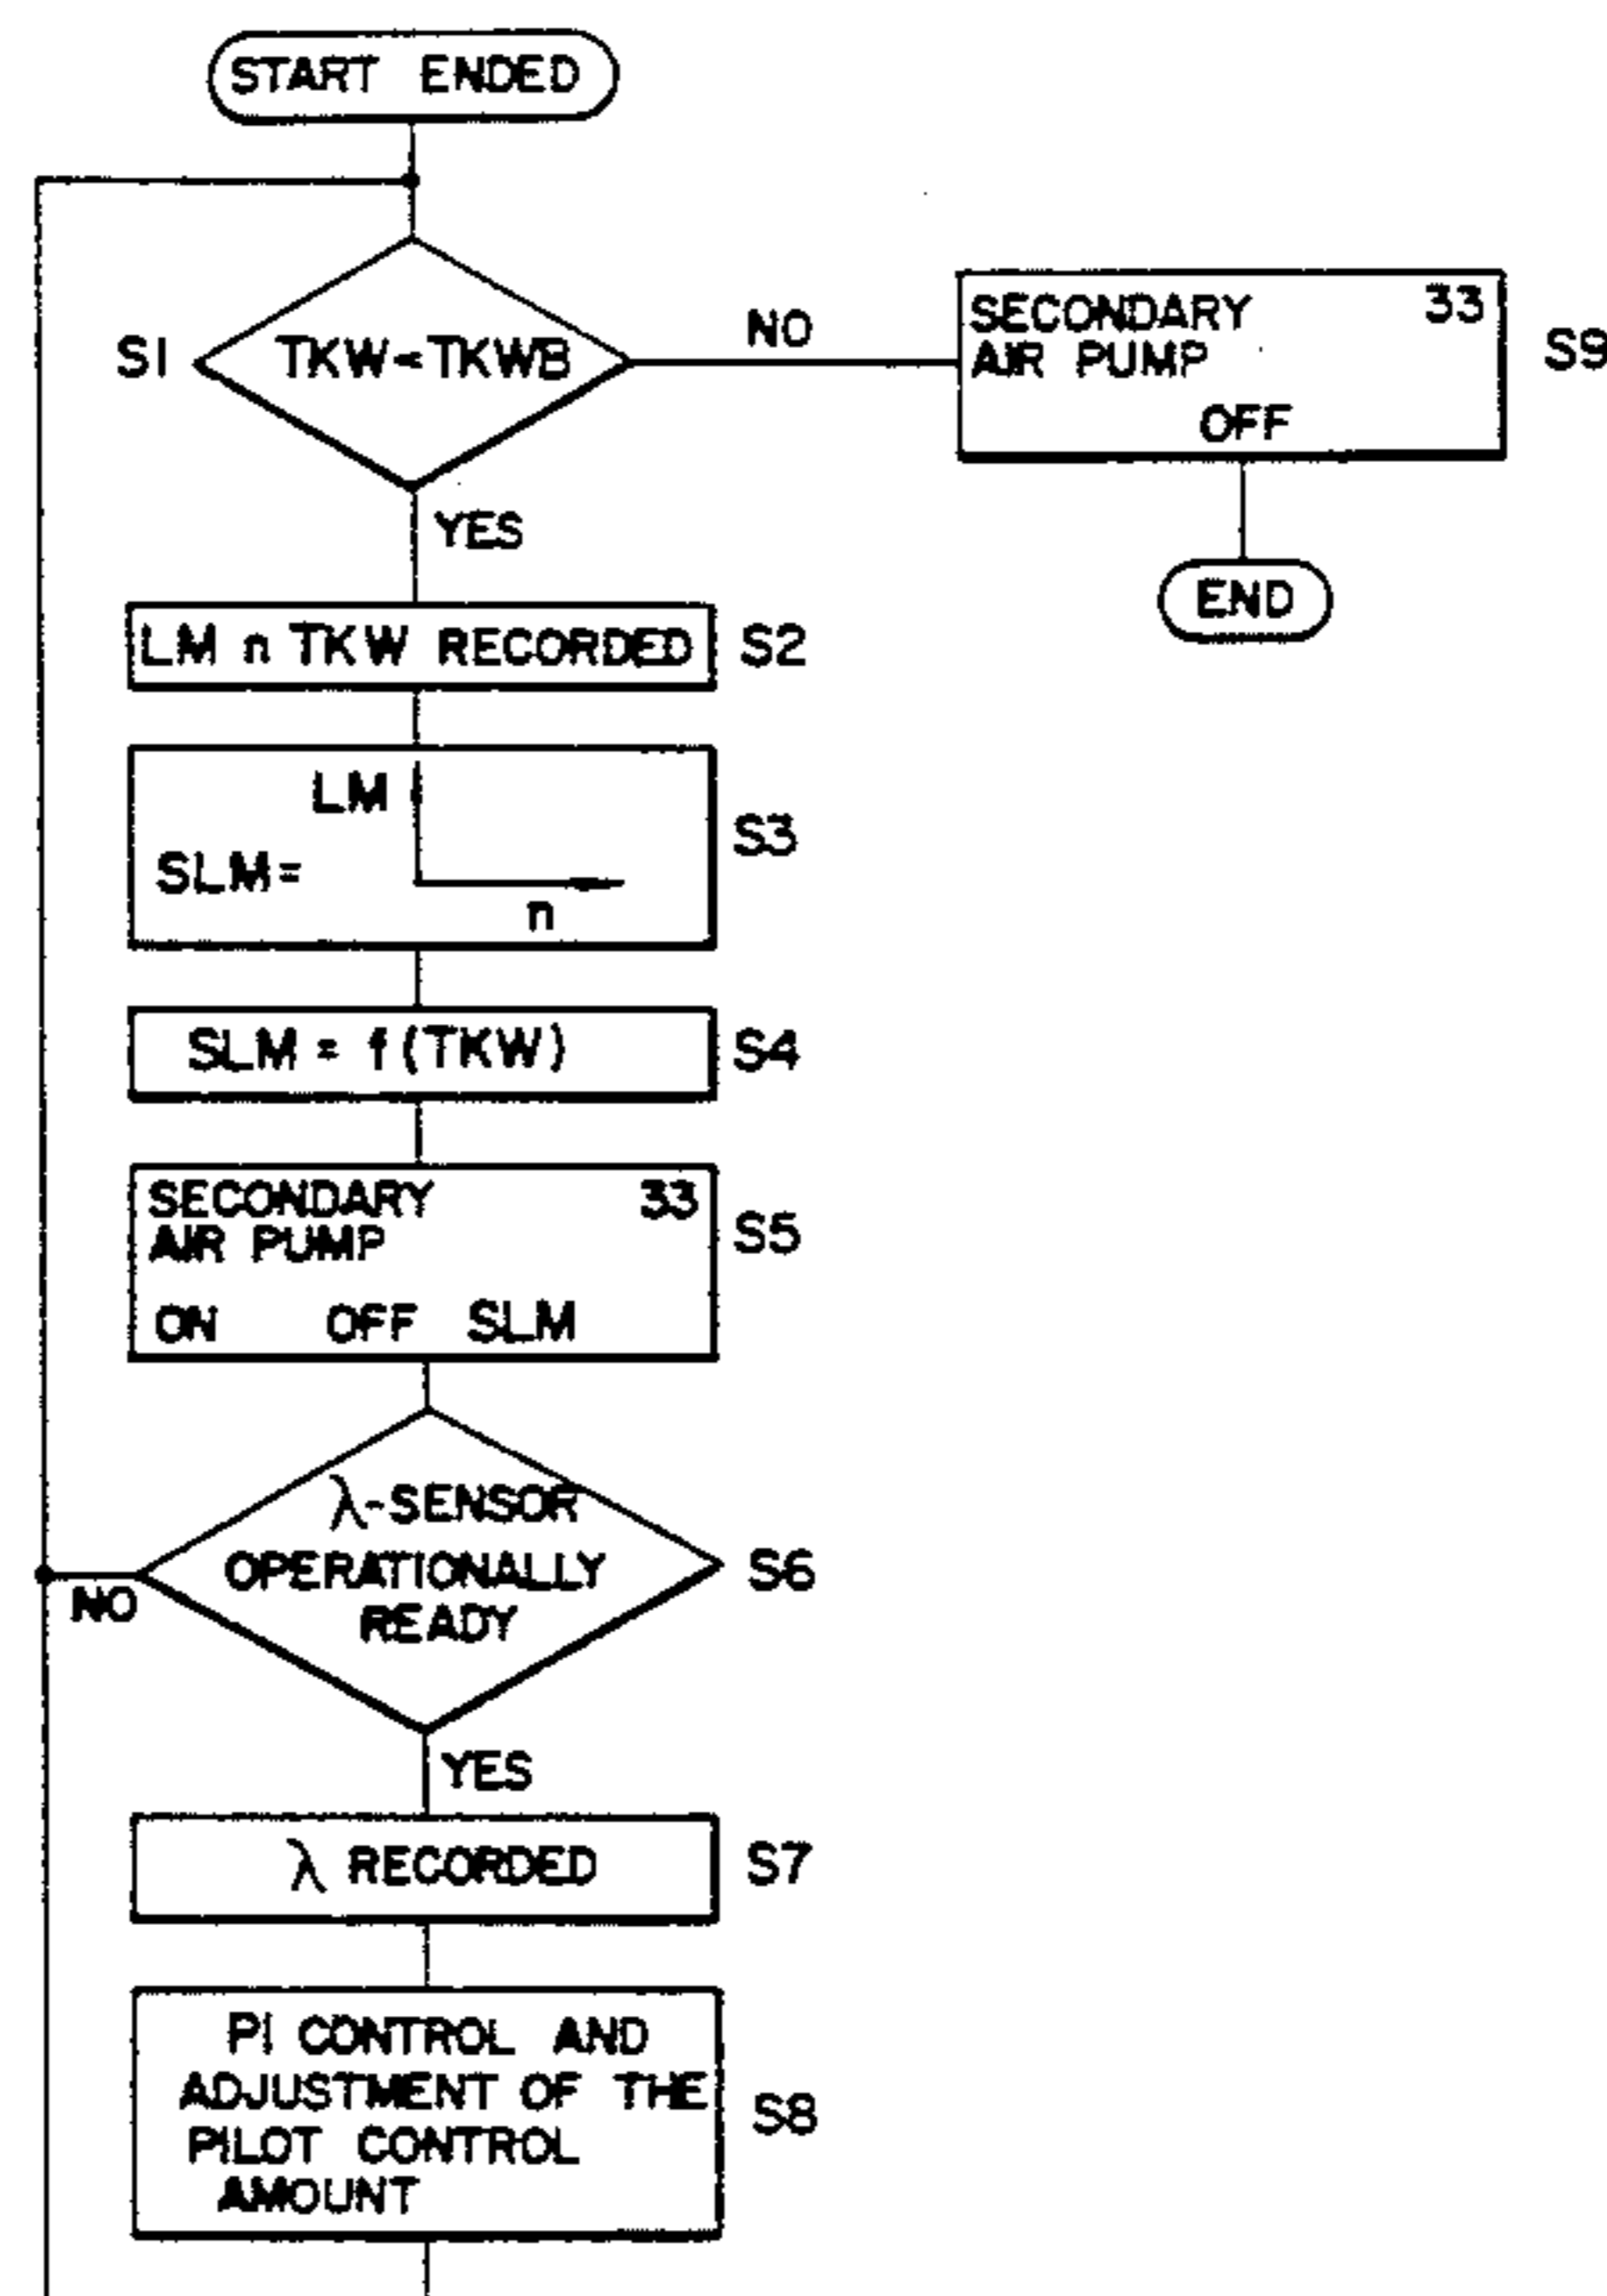 START ENDED
S1
TKW<TKWB
NO
SECONDARY 33
AIR PUMP
OFF
S9
YES
END
LM n TKW RECORDED
S2
LM
SLM=
n
S3
SLM = f(TKW)
S4
SECONDARY 33
AIR PUMP
ON OFF SLM
S5
λ-SENSOR
OPERATIONALLY
READY
S6
NO
YES
λ RECORDED
S7
PI CONTROL AND
ADJUSTMENT OF THE
PILOT CONTROL
AMOUNT
S8